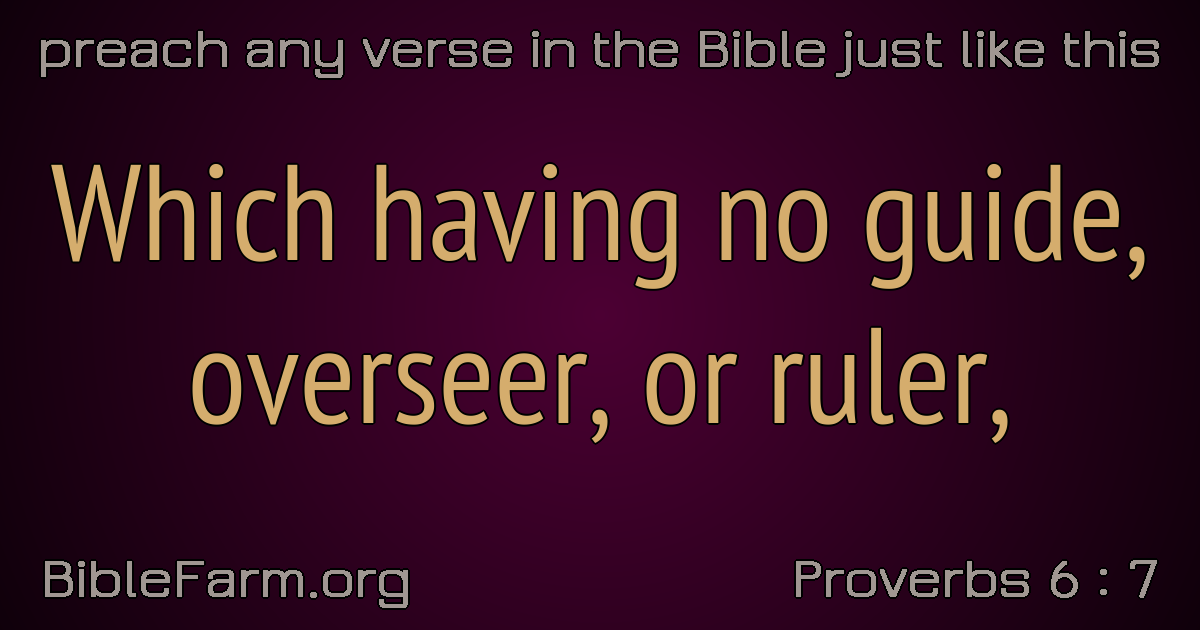 preach any verse in the Bible just like this
Which having no guide,
overseer, or ruler,
BibleFarm.org
Proverbs 6 : 7